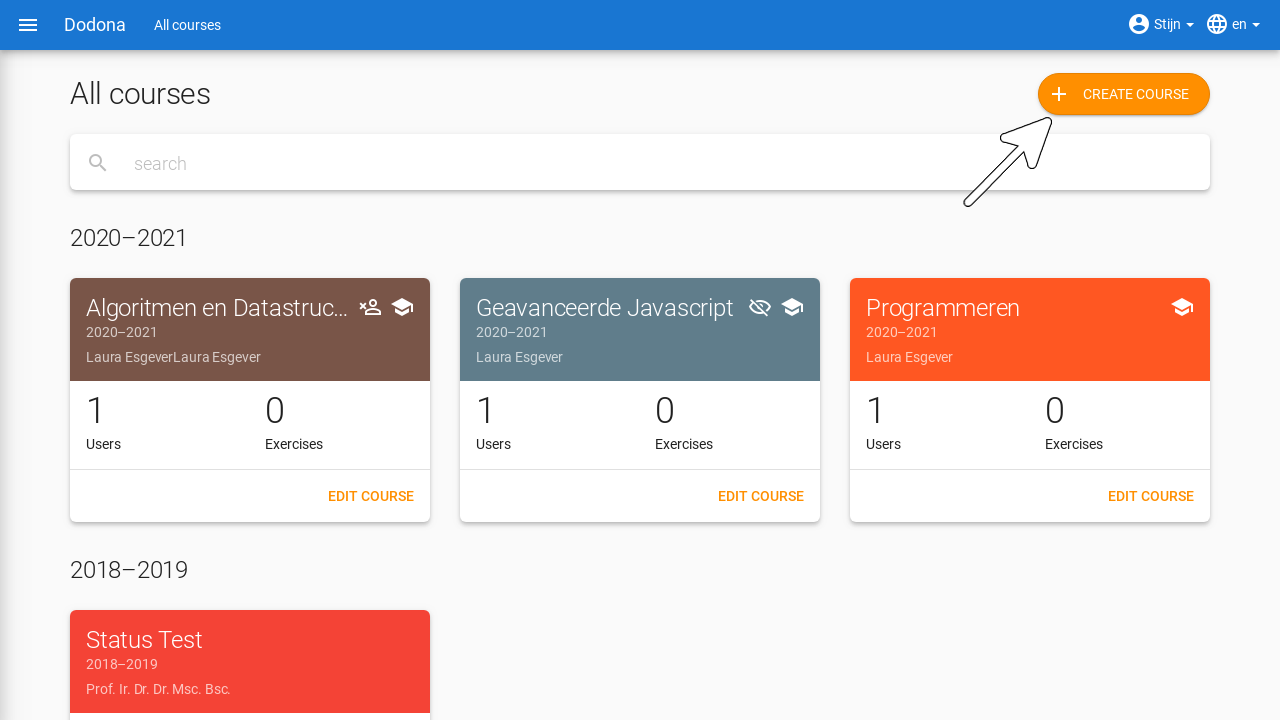 Dodona All courses Stijn en
All courses
CREATE COURSE
search
2020–2021
Algoritmen en Datastruc...
2020–2021
Laura EsgeverLaura Esgever
1 0
Users Exercises
EDIT COURSE
Geavanceerde Javascript
2020–2021
Laura Esgever
1 0
Users Exercises
EDIT COURSE
Programmeren
2020–2021
Laura Esgever
1 0
Users Exercises
EDIT COURSE
2018–2019
Status Test
2018–2019
Prof. Ir. Dr. Dr. Msc. Bsc.